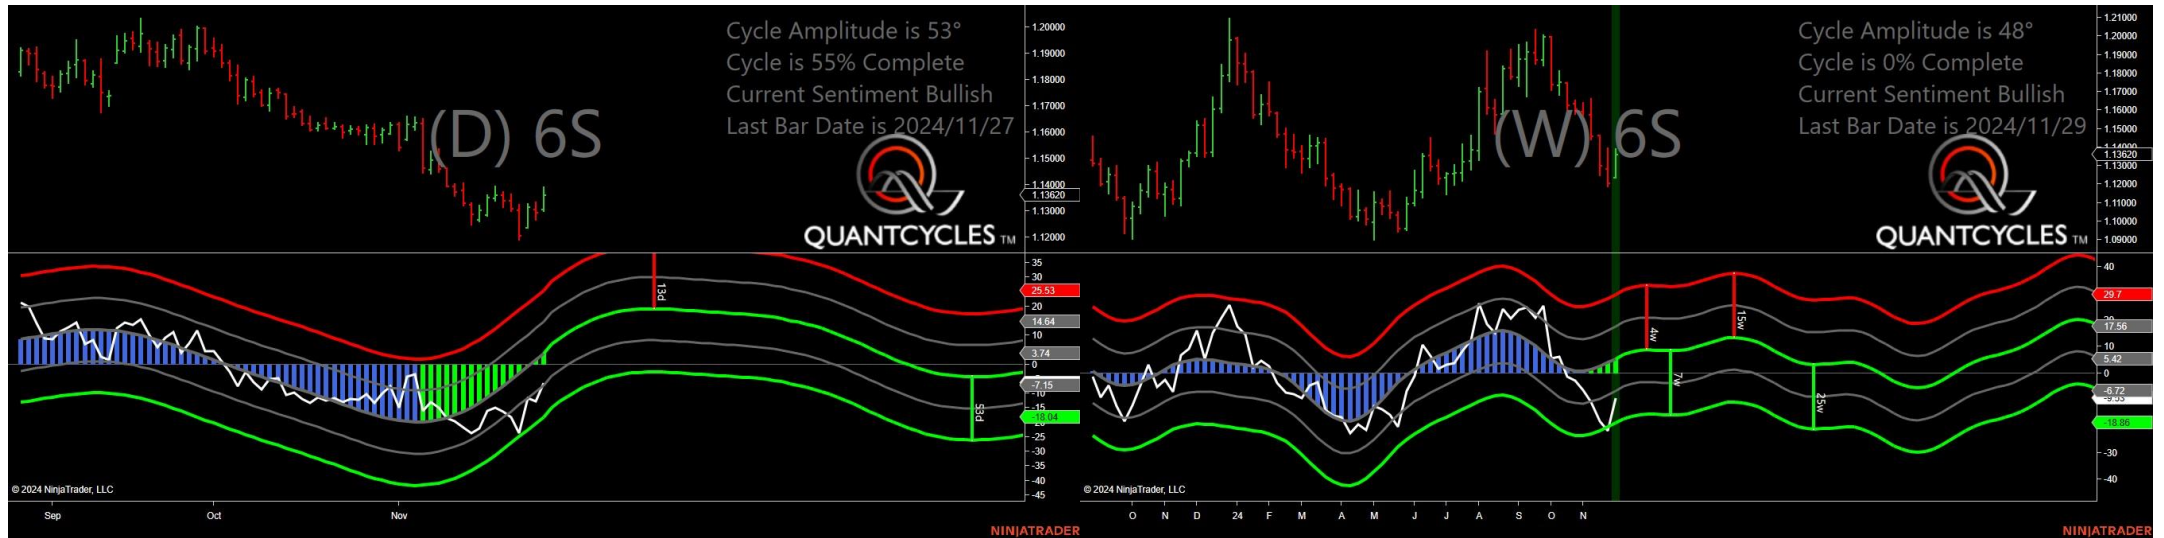 Cycle Amplitude is 53°
Cycle is 55% Complete
Current Sentiment Bullish
Last Bar Date is 2024/11/27
(D) 6S
QUANTCYCLES TM
1.20000
1.19000
1.18000
1.17000
1.16000
1.15000
1.14000
1.13620
1.13000
1.12000
35
30
25.53
20
14.64
10
3.74
0
-7.15
-10
-15
-18.04
-25
-30
-35
-40
-45
13d
53d
© 2024 NinjaTrader, LLC
Sep
Oct
Nov
NINJATRADER
Cycle Amplitude is 48°
Cycle is 0% Complete
Current Sentiment Bullish
Last Bar Date is 2024/11/29
(W) 6S
QUANTCYCLES TM
1.21000
1.20000
1.19000
1.18000
1.17000
1.16000
1.15000
1.14000
1.13620
1.13000
1.12000
1.11000
1.10000
1.09000
40
29.7
20
17.56
10
5.42
0
-6.72
-9.53
-18.86
-30
-40
4w
15w
7w
25w
© 2024 NinjaTrader, LLC
O N D 24 F M A M J J A S O N
NINJATRADER